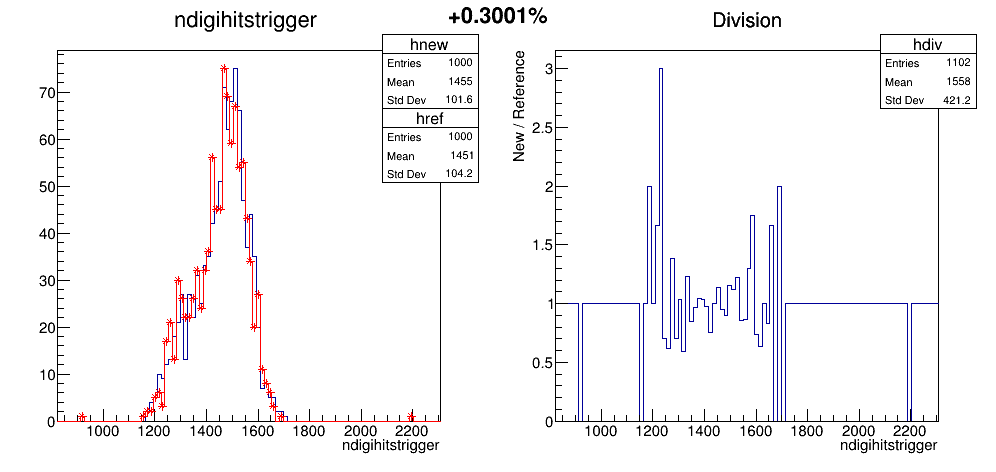 +0.3001%
ndigihitstrigger
hnew
Entries 1000
Mean 1455
Std Dev 101.6
href
Entries 1000
Mean 1451
Std Dev 104.2
70
60
50
40
30
20
10
0
1000 1200 1400 1600 1800 2000 2200
ndigihitstrigger
Division
hdiv
Entries 1102
Mean 1558
Std Dev 421.2
New / Reference
3
2.5
2
1.5
1
0.5
0
1000 1200 1400 1600 1800 2000 2200
ndigihitstrigger